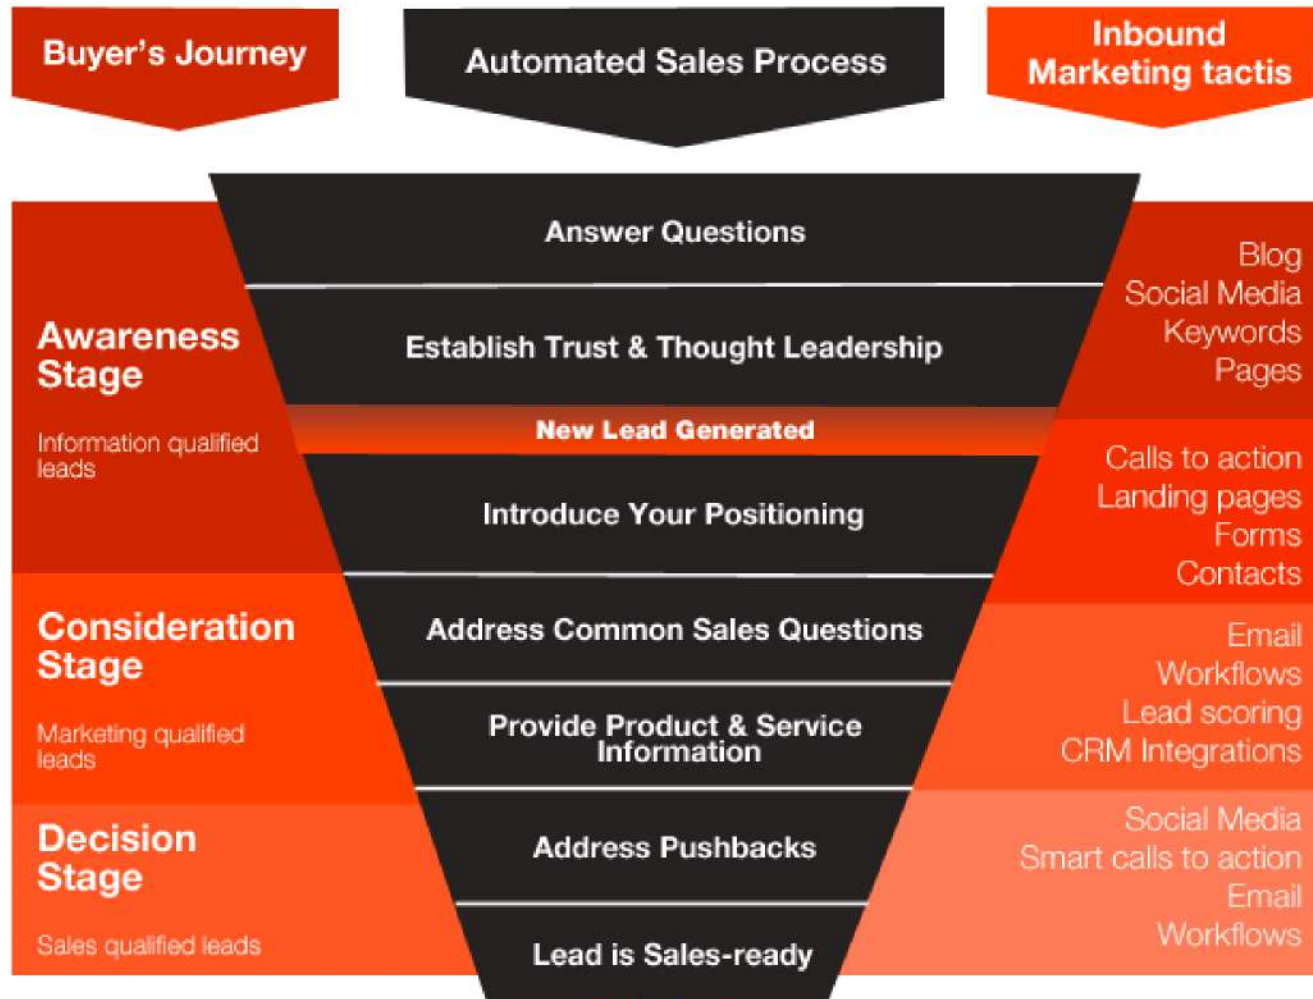 Buyer's Journey
Automated Sales Process
Inbound
Marketing tactis
Awareness
Stage
Information qualified
leads
Consideration
Stage
Marketing qualified
leads
Decision
Stage
Sales qualified leads
Answer Questions
Establish Trust & Thought Leadership
New Lead Generated
Introduce Your Positioning
Address Common Sales Questions
Provide Product & Service
Information
Address Pushbacks
Lead is Sales-ready
Blog
Social Media
Keywords
Pages
Calls to action
Landing pages
Forms
Contacts
Email
Workflows
Lead scoring
CRM Integrations
Social Media
Smart calls to action
Email
Workflows